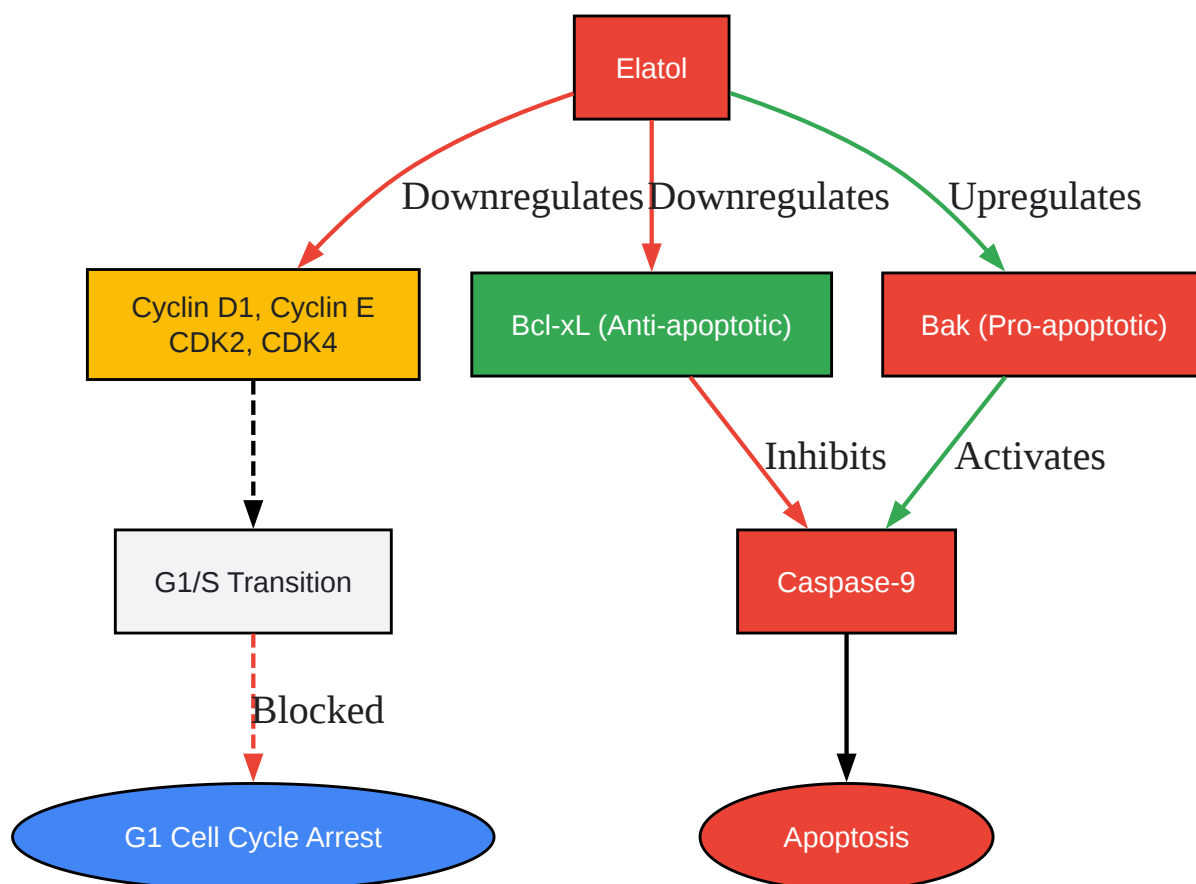 Elatol
Downregulates
Downregulates
Upregulates
Cyclin D1, Cyclin E
CDK2, CDK4
Bcl-xL (Anti-apoptotic)
Bak (Pro-apoptotic)
Inhibits
Activates
G1/S Transition
Caspase-9
Blocked
G1 Cell Cycle Arrest
Apoptosis